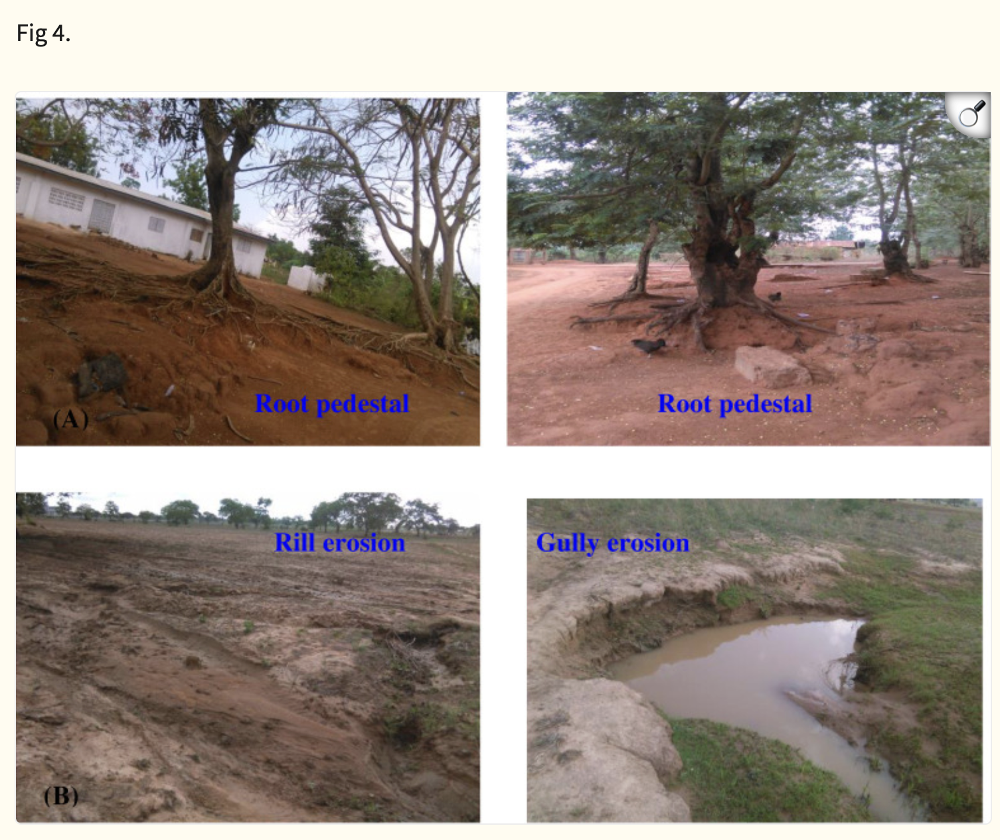 Fig 4.
Root pedestal
(A)
Root pedestal
Rill erosion
Gully erosion
(B)